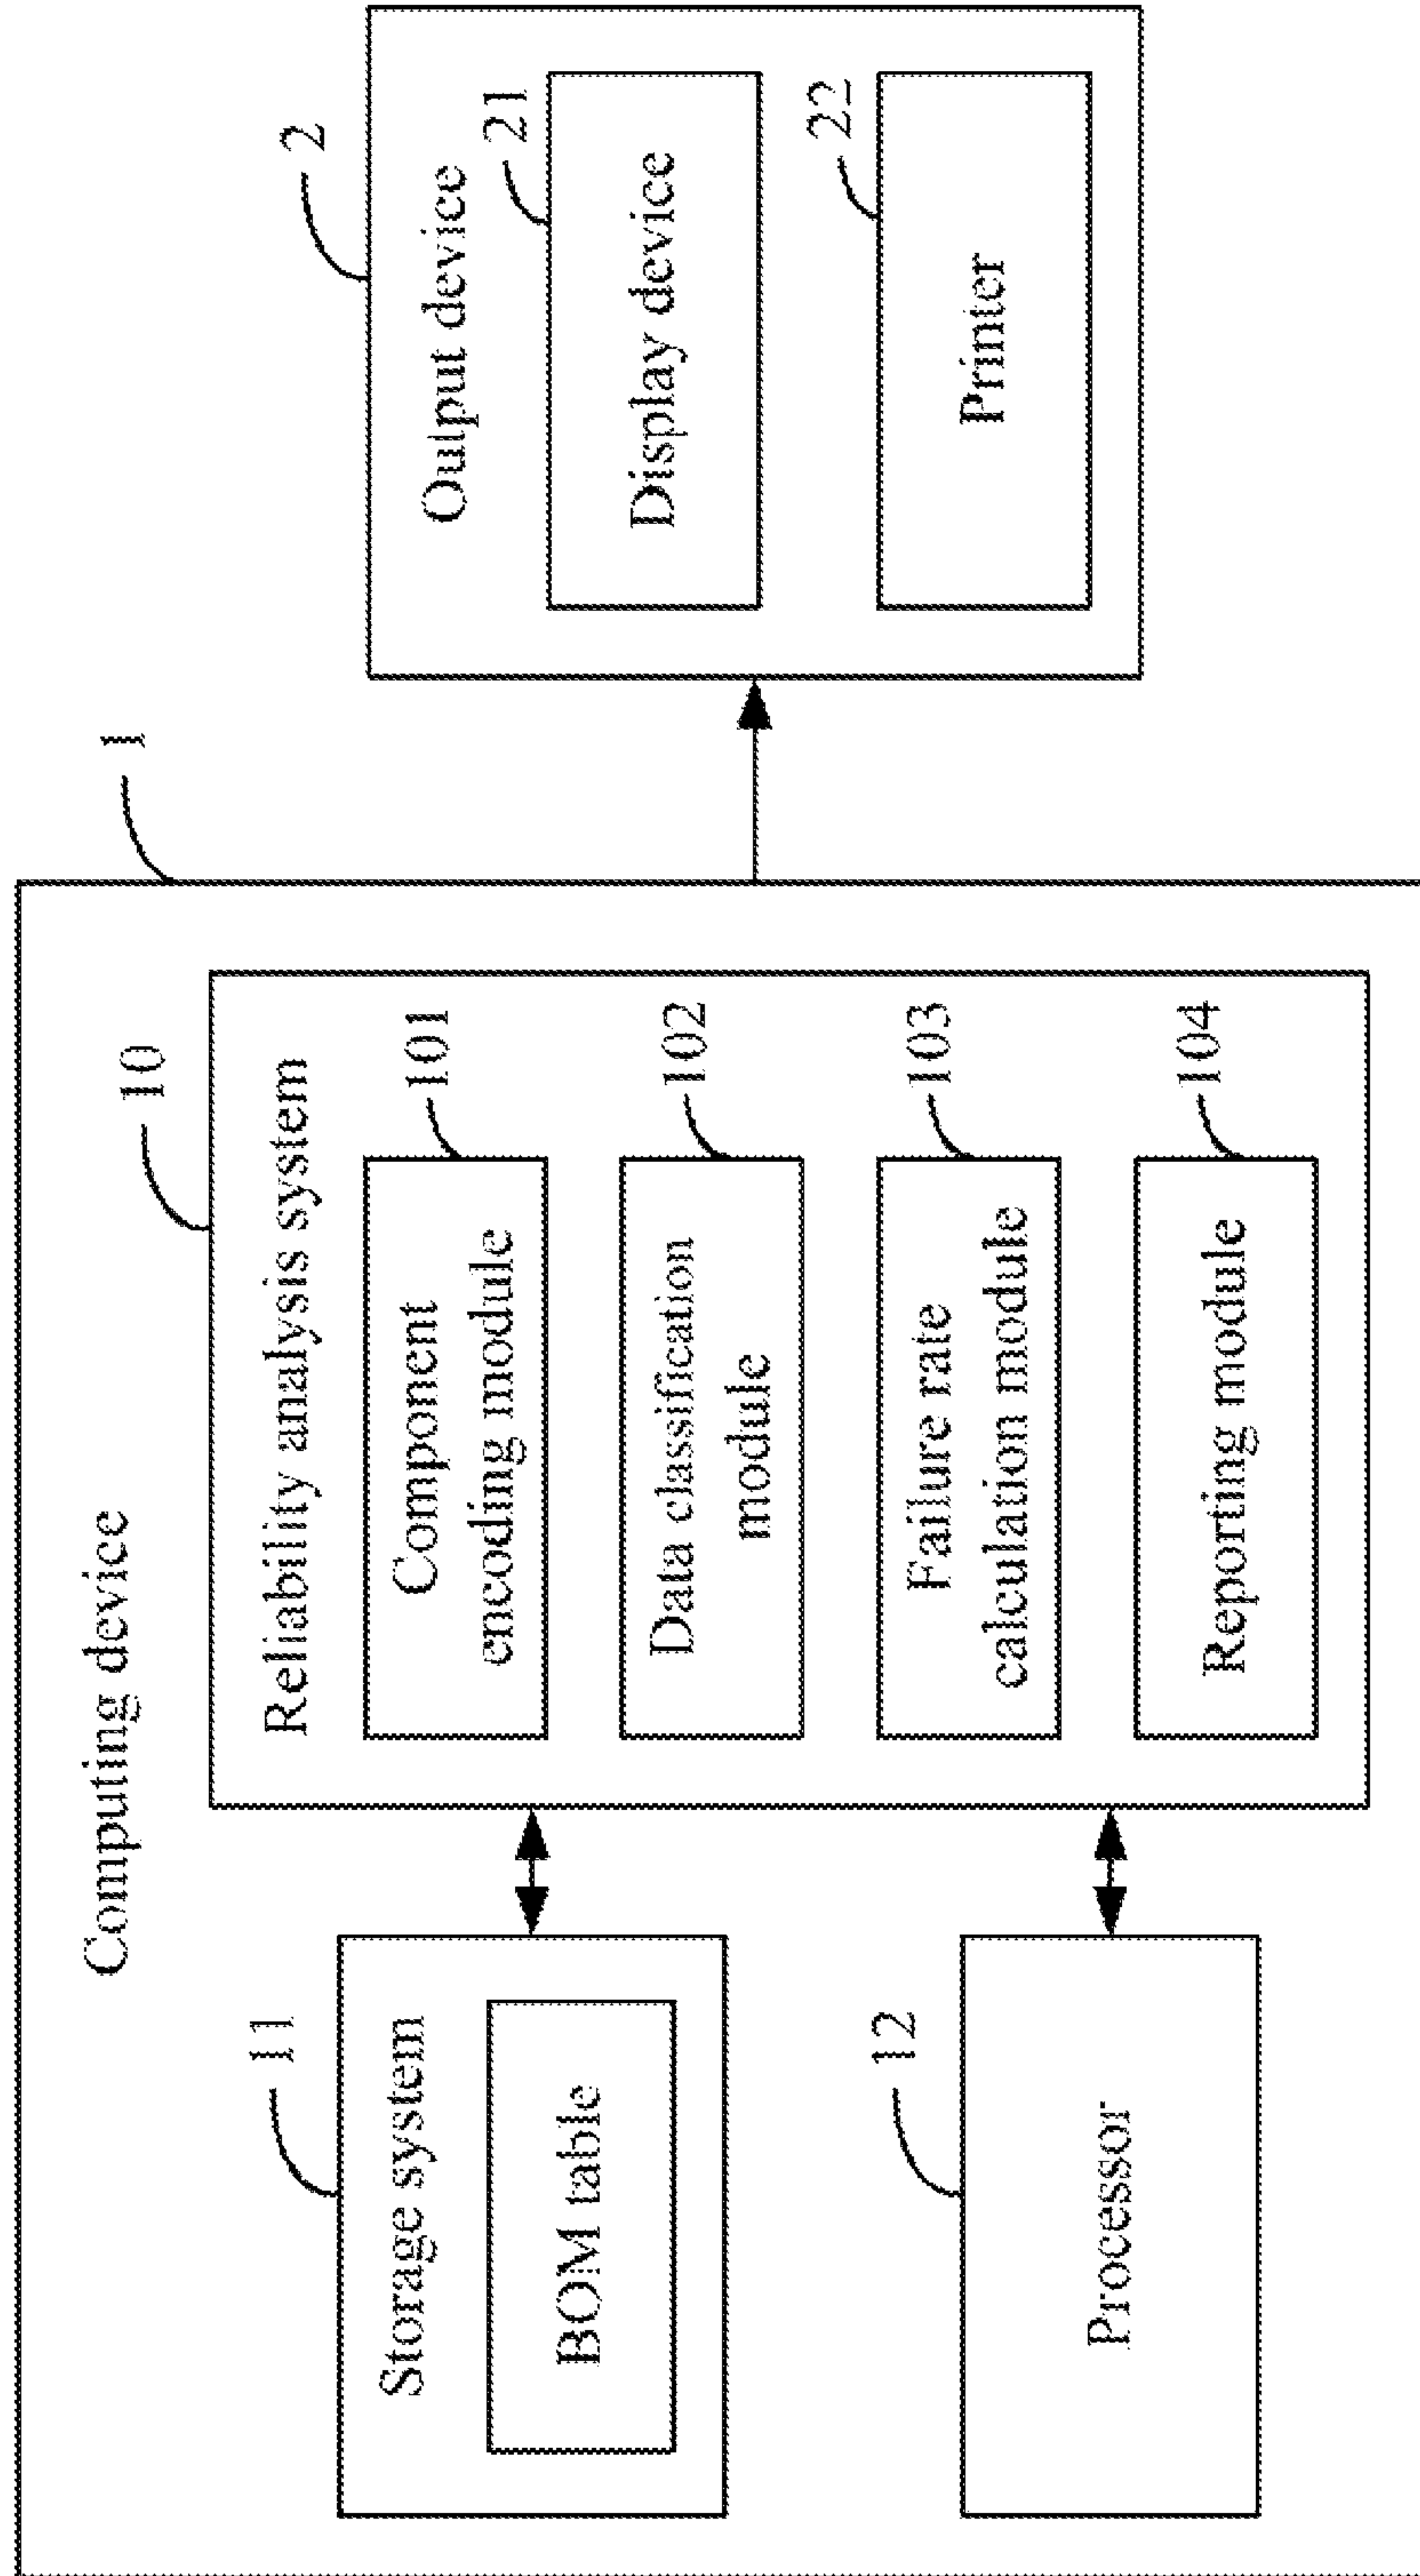 Computing device
1
10
Reliability analysis system
Component
encoding module
101
Data classification
module
102
Failure rate
calculation module
103
Reporting module
104
11
Storage system
BOM table
12
Processor
2
Output device
21
Display device
22
Printer